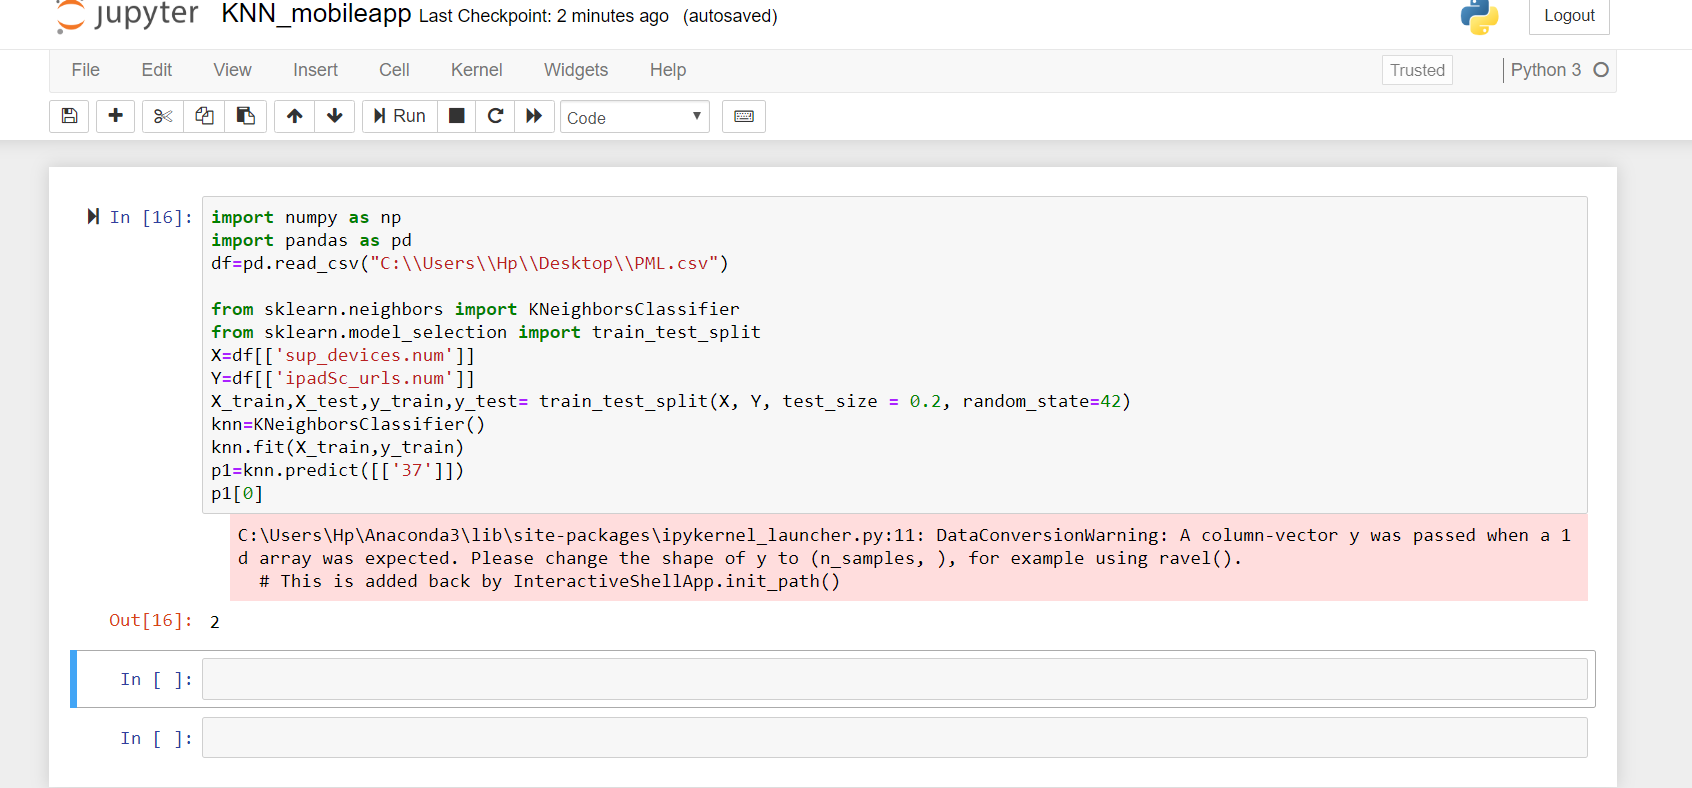 jupyter KNN_mobileapp Last Checkpoint: 2 minutes ago (autosaved) Logout
File Edit View Insert Cell Kernel Widgets Help Trusted Python 3
Run Code
In [16]: import numpy as np
import pandas as pd
df=pd.read_csv("C:\\Users\\Hp\\Desktop\\PML.csv")
from sklearn.neighbors import KNeighborsClassifier
from sklearn.model_selection import train_test_split
X=df[['sup_devices.num']]
Y=df[['ipadSc_urls.num']]
X_train,X_test,y_train,y_test= train_test_split(X, Y, test_size = 0.2, random_state=42)
knn=KNeighborsClassifier()
knn.fit(X_train,y_train)
p1=knn.predict([['37']])
p1[0]
C:\Users\Hp\Anaconda3\lib\site-packages\ipykernel_launcher.py:11: DataConversionWarning: A column-vector y was passed when a 1
d array was expected. Please change the shape of y to (n_samples, ), for example using ravel().
# This is added back by InteractiveShellApp.init_path()
Out[16]: 2
In [ ]:
In [ ]: